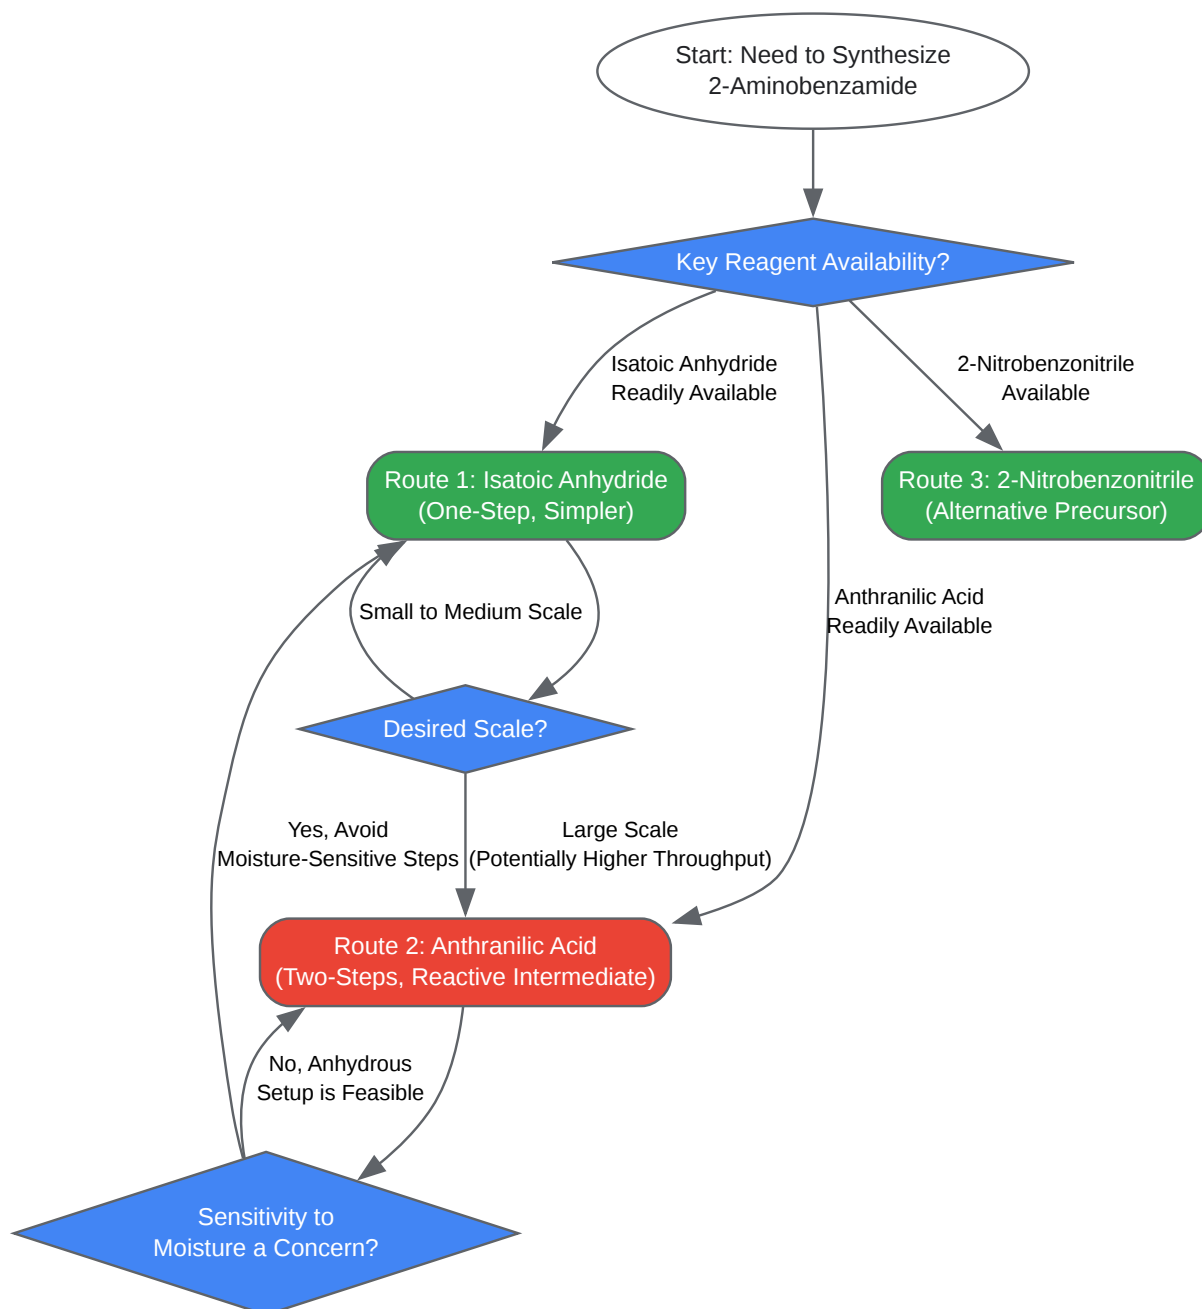 Start: Need to Synthesize
2-Aminobenzamide
Key Reagent Availability?
Isatoic Anhydride
Readily Available
2-Nitrobenzonitrile
Available
Route 1: Isatoic Anhydride
(One-Step, Simpler)
Route 3: 2-Nitrobenzonitrile
(Alternative Precursor)
Anthranilic Acid
Readily Available
Small to Medium Scale
Desired Scale?
Yes, Avoid
Moisture-Sensitive Steps
Large Scale
(Potentially Higher Throughput)
Route 2: Anthranilic Acid
(Two-Steps, Reactive Intermediate)
No, Anhydrous
Setup is Feasible
Sensitivity to
Moisture a Concern?